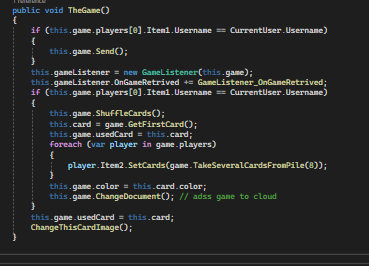 1 reference
public void TheGame()
{
if (this.game.players[0].Item1.Username == CurrentUser.Username)
{
this.game.Send();
}
this.gameListener = new GameListener(this.game);
this.gameListener.OnGameRetrived += GameListener_OnGameRetrived;
if (this.game.players[0].Item1.Username == CurrentUser.Username)
{
this.game.ShuffleCards();
this.card = game.GetFirstCard();
this.game.usedCard = this.card;
foreach (var player in game.players)
{
player.Item2.SetCards(game.TakeSeveralCardsFromPile(8));
}
this.game.color = this.card.color;
this.game.ChangeDocument(); // adss game to cloud
}
this.game.usedCard = this.card;
ChangeThisCardImage();
}